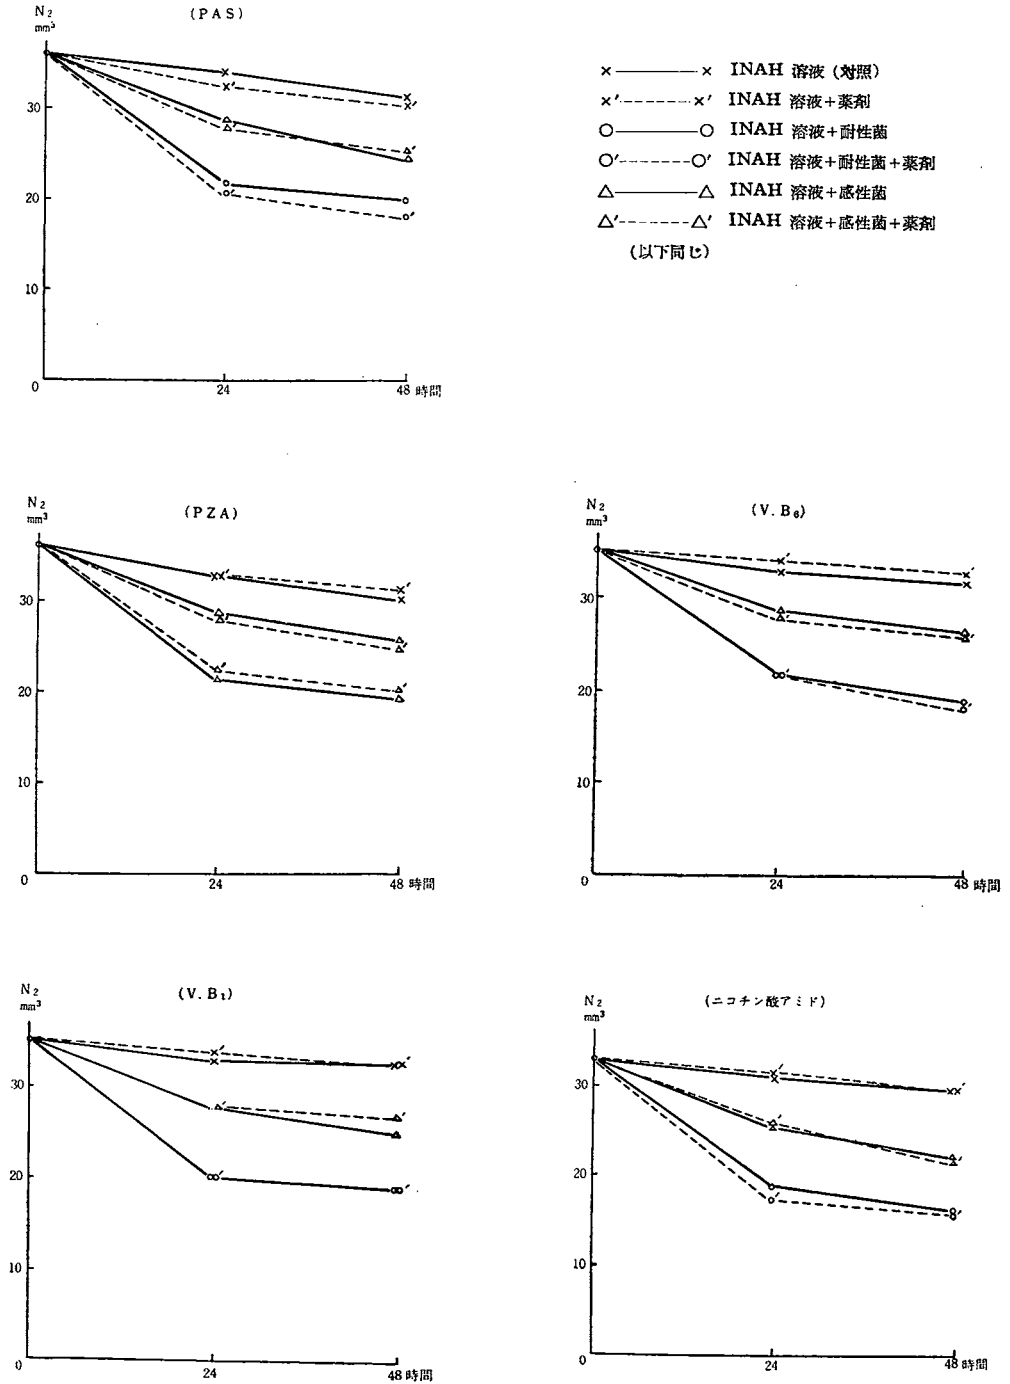 N₂
mm³
(PAS)
30
20
10
0
24
48 時間
×———× INAH 溶液 (対照)
×′-------×′ INAH 溶液+薬剤
○———○ INAH 溶液+耐性菌
○′-------○′ INAH 溶液+耐性菌+薬剤
△———△ INAH 溶液+感性菌
△′-------△′ INAH 溶液+感性菌+薬剤
(以下同じ)
N₂
mm³
(PZA)
30
20
10
0
24
48 時間
N₂
mm³
(V. B₆)
30
20
10
0
24
48 時間
N₂
mm³
(V. B₁)
30
20
10
0
24
48 時間
N₂
mm³
(ニコチン酸アミド)
30
20
10
0
24
48 時間